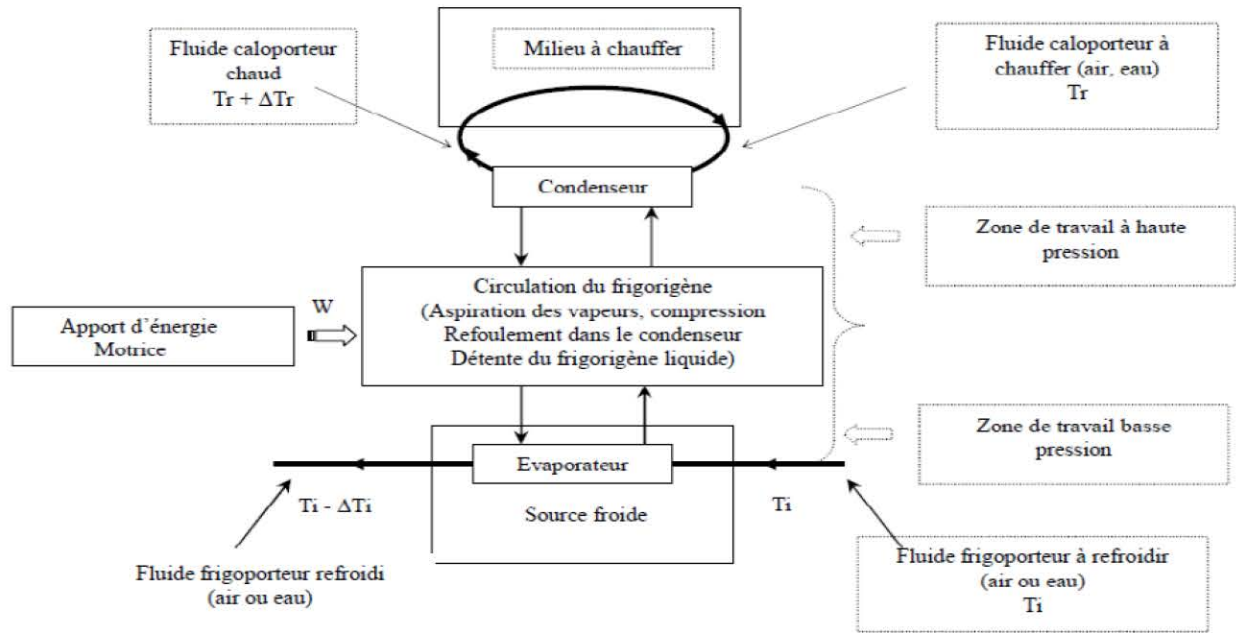 Fluide caloporteur
chaud
Tr + ΔTr
Milieu à chauffer
Fluide caloporteur à
chauffer (air, eau)
Tr
Condenseur
Zone de travail à haute
pression
Circulation du frigorigène
(Aspiration des vapeurs, compression
Refoulement dans le condenseur
Détente du frigorigène liquide)
W
Apport d'énergie
Motrice
Zone de travail basse
pression
Evaporateur
Ti - ΔTi
Ti
Source froide
Fluide frigoporteur refroidi
(air ou eau)
Fluide frigoporteur à refroidir
(air ou eau)
Ti